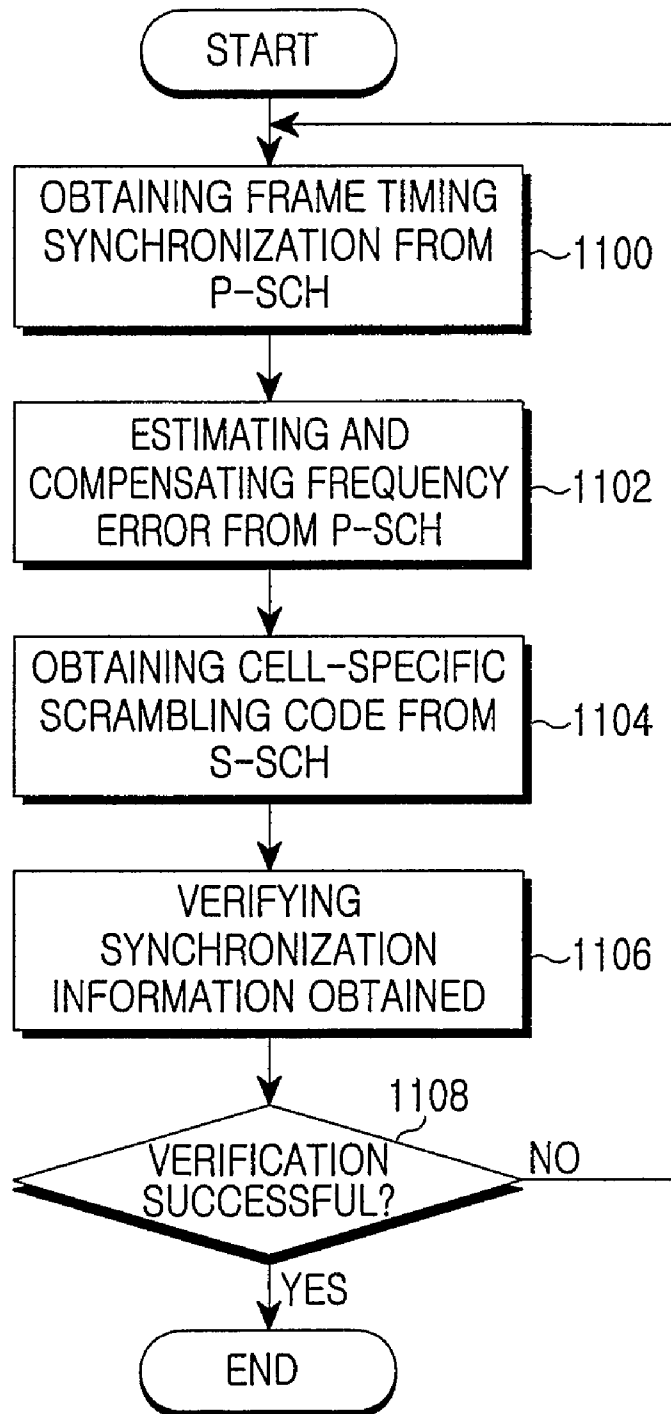 START
OBTAINING FRAME TIMING
SYNCHRONIZATION FROM
P-SCH
1100
ESTIMATING AND
COMPENSATING FREQUENCY
ERROR FROM P-SCH
1102
OBTAINING CELL-SPECIFIC
SCRAMBLING CODE FROM
S-SCH
1104
VERIFYING
SYNCHRONIZATION
INFORMATION OBTAINED
1106
1108
VERIFICATION
SUCCESSFUL?
NO
YES
END